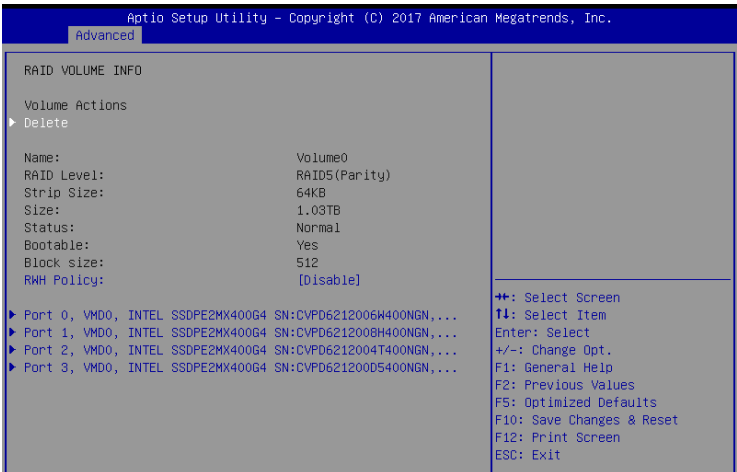 Aptio Setup Utility – Copyright (C) 2017 American Megatrends, Inc.
Advanced
RAID VOLUME INFO
Volume Actions
▶ Delete
Name: Volume0
RAID Level: RAID5(Parity)
Strip Size: 64KB
Size: 1.03TB
Status: Normal
Bootable: Yes
Block size: 512
RWH Policy: [Disable]
▶ Port 0, VMD0, INTEL SSDPE2MX400G4 SN:CVPD6212006W400NGN,...
▶ Port 1, VMD0, INTEL SSDPE2MX400G4 SN:CVPD6212008H400NGN,...
▶ Port 2, VMD0, INTEL SSDPE2MX400G4 SN:CVPD6212004T400NGN,...
▶ Port 3, VMD0, INTEL SSDPE2MX400G4 SN:CVPD621200D5400NGN,...
→←: Select Screen
↑↓: Select Item
Enter: Select
+/-: Change Opt.
F1: General Help
F2: Previous Values
F5: Optimized Defaults
F10: Save Changes & Reset
F12: Print Screen
ESC: Exit